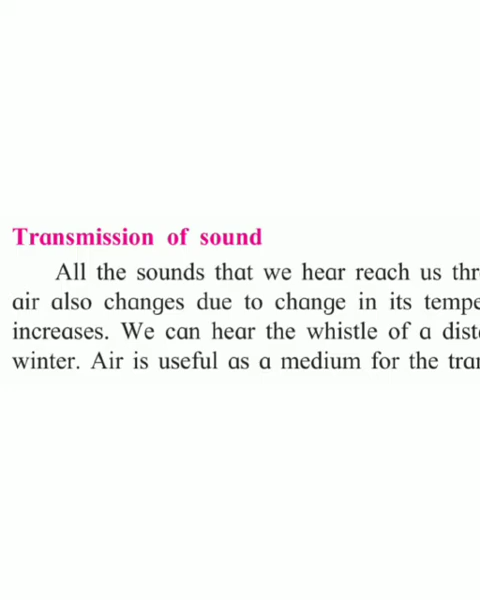 Transmission of sound
All the sounds that we hear reach us
air also changes due to change in its
increases. We can hear the whistle of a
winter. Air is useful as a medium for the